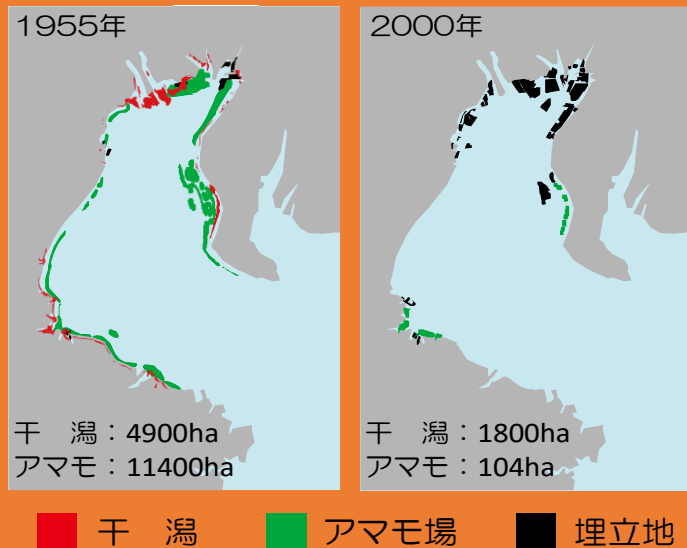 1955年
干　潟：4900ha
アマモ：11400ha
2000年
干　潟：1800ha
アマモ：104ha
干　潟
アマモ場
埋立地